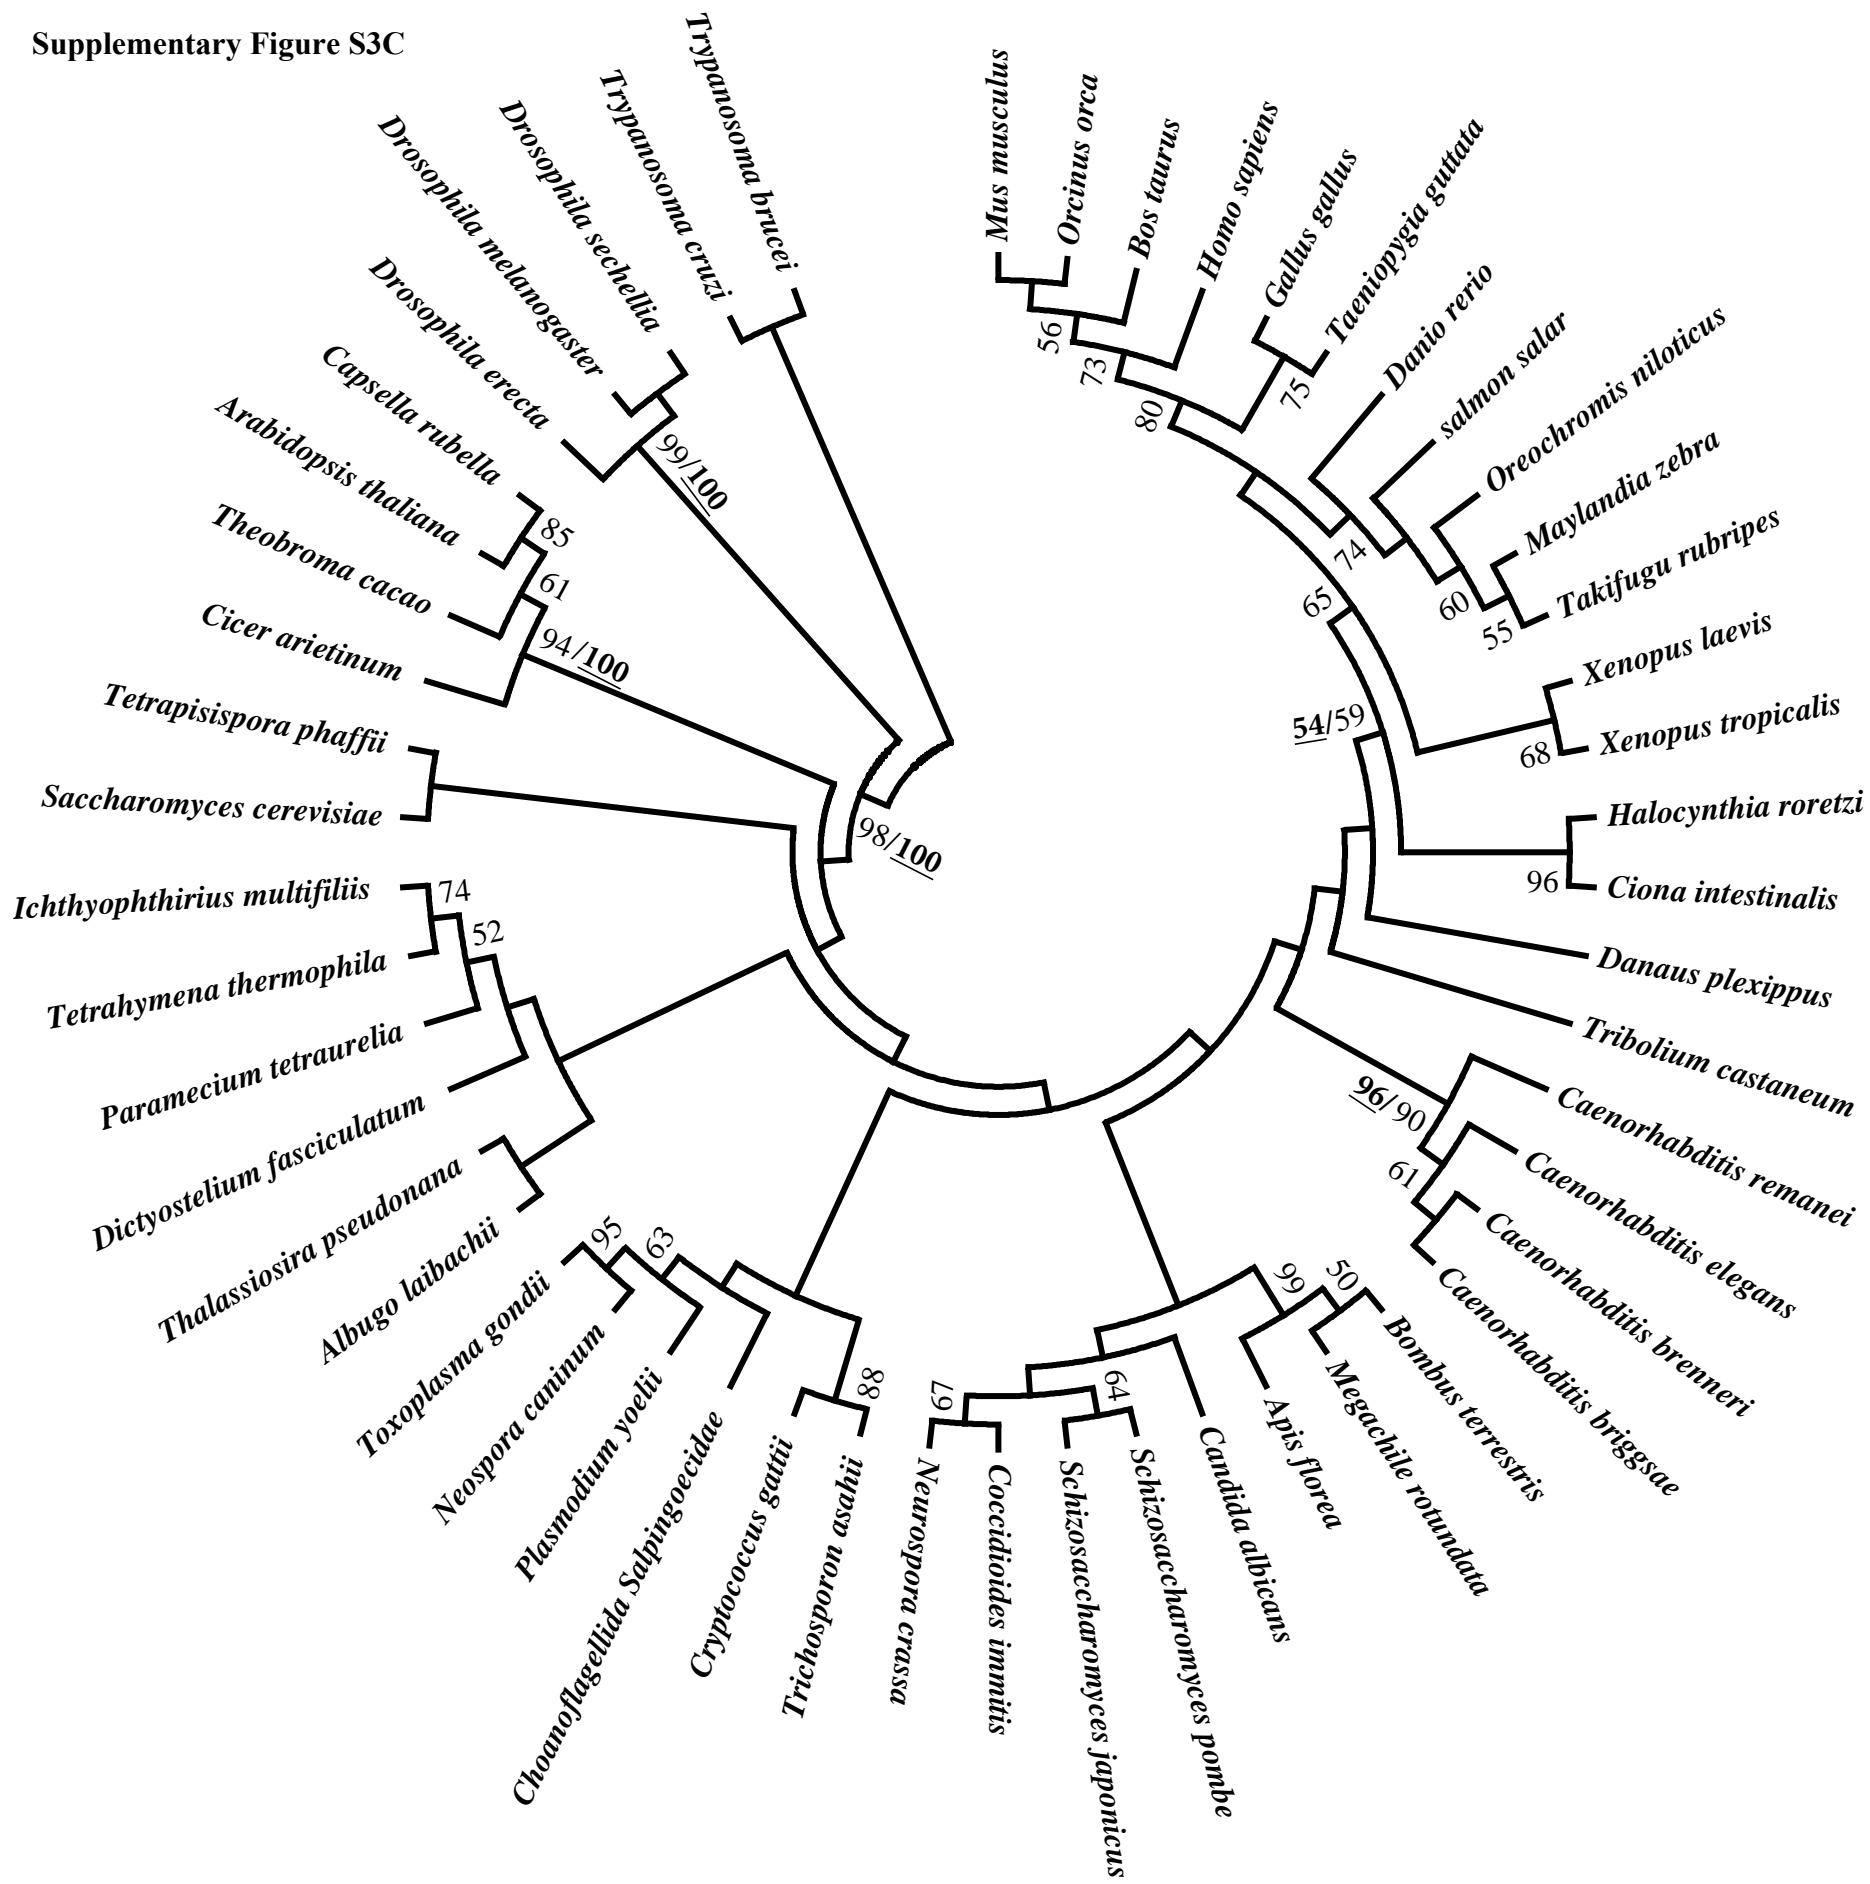 Supplementary Figure S3C
Mus musculus
Orcinus orca
Bos taurus
Homo sapiens
Gallus gallus
Taeniopygia guttata
Danio rerio
salmon salar
Oreochromis niloticus
Maylandia zebra
Takifugu rubripes
Xenopus laevis
Xenopus tropicalis
Halocynthia roretzi
Ciona intestinalis
Danaus plexippus
Tribolium castaneum
Caenorhabditis remanei
Caenorhabditis elegans
Caenorhabditis brenneri
Caenorhabditis briggsae
Bombus terrestris
Megachile rotundata
Apis florea
Candida albicans
Schizosaccharomyces pombe
Schizosaccharomyces japonicus
Coccidioides immitis
Neurospora crassa
Trichosporon asahii
Cryptococcus gattii
Choanoflagellida Salpingoecidae
Plasmodium yoelii
Neospora caninum
Toxoplasma gondii
Albugo laibachii
Thalassiosira pseudonana
Dictyostelium fasciculatum
Paramecium tetraurelia
Tetrahymena thermophila
Ichthyophthirius multifiliis
Saccharomyces cerevisiae
Tetrapisispora phaffii
Cicer arietinum
Theobroma cacao
Arabidopsis thaliana
Capsella rubella
Drosophila erecta
Drosophila melanogaster
Drosophila sechellia
Trypanosoma cruzi
Trypanosoma brucei
56
73
80
75
74
60
55
65
68
54/59
96
96/90
61
50
99
64
67
88
63
95
52
74
94/100
61
85
99/100
98/100